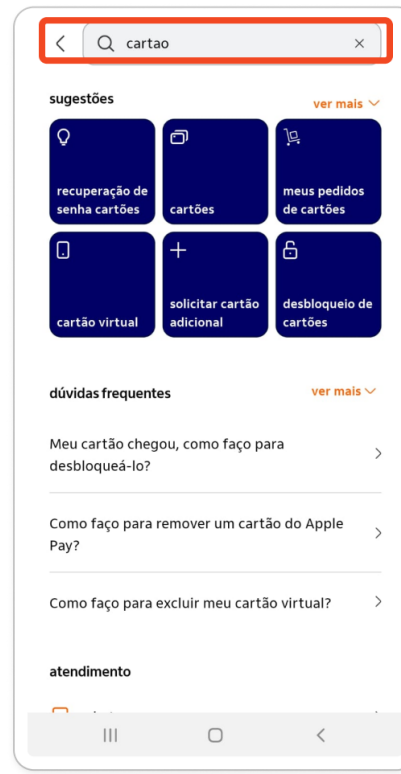 cartao
sugestões
ver mais
recuperação de
senha cartões
cartões
meus pedidos
de cartões
cartão virtual
solicitar cartão
adicional
desbloqueio de
cartões
dúvidas frequentes
ver mais
Meu cartão chegou, como faço para
desbloqueá-lo?
Como faço para remover um cartão do Apple
Pay?
Como faço para excluir meu cartão virtual?
atendimento